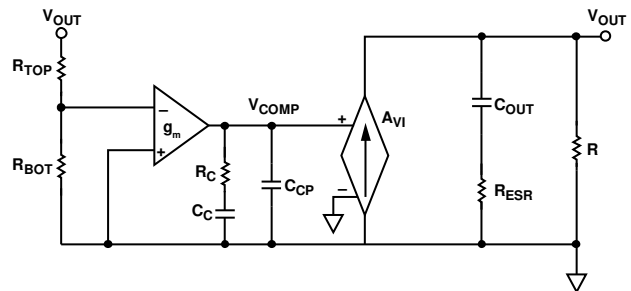 VOUT
VOUT
RTOP
gm
−
+
VCOMP
+
AVI
−
COUT
RBOT
RC
CC
CCP
RESR
R